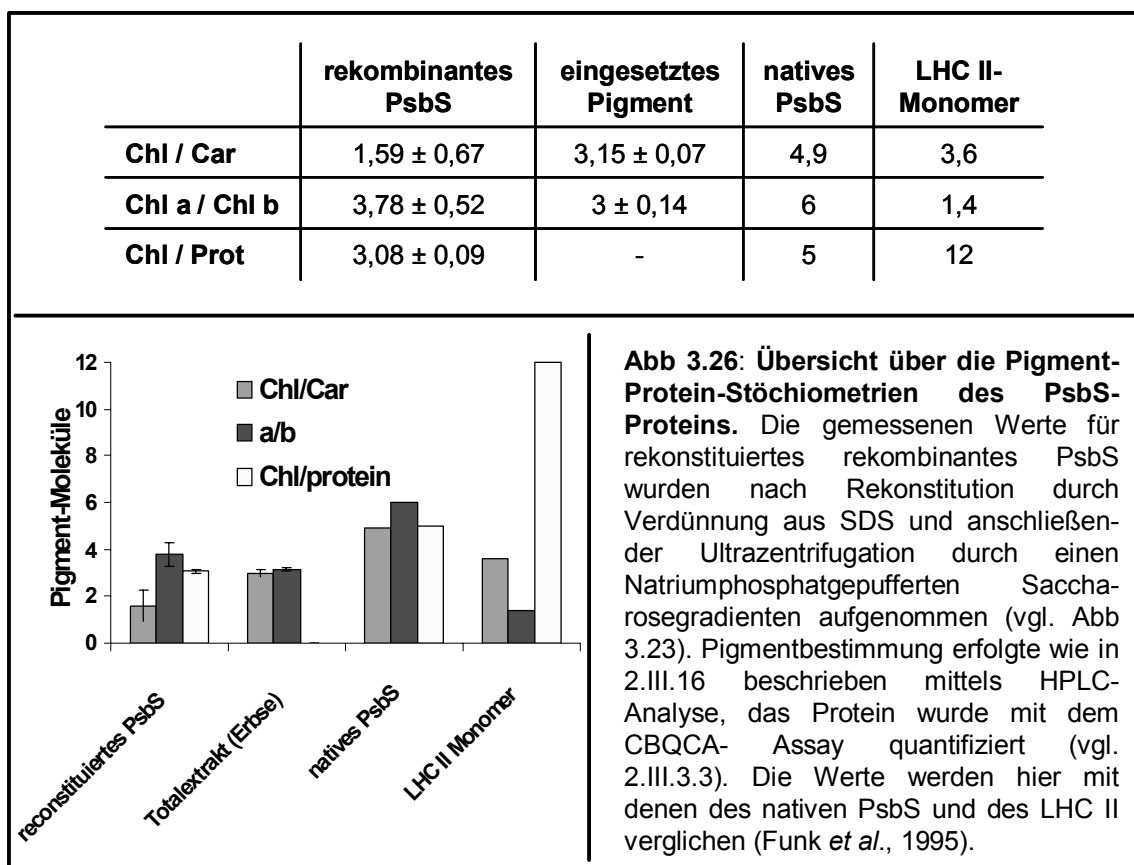 rekombinantes PsbS eingesetztes Pigment natives PsbS LHC II-Monomer
Chl / Car 1,59 ± 0,67 3,15 ± 0,07 4,9 3,6
Chl a / Chl b 3,78 ± 0,52 3 ± 0,14 6 1,4
Chl / Prot 3,08 ± 0,09 - 5 12
Pigment-Moleküle
12
10
8
6
4
2
0
Chl/Car
a/b
Chl/protein
reconstituiertes PsbS
Totalextrakt (Erbse)
natives PsbS
LHC II Monomer
Abb 3.26: Übersicht über die Pigment-
Protein-Stöchiometrien des PsbS-
Proteins. Die gemessenen Werte für
rekonstituiertes rekombinantes PsbS
wurden nach Rekonstitution durch
Verdünnung aus SDS und anschließen-
der Ultrazentrifugation durch einen
Natriumphosphatgepufferten Saccha-
rosegradienten aufgenommen (vgl. Abb
3.23). Pigmentbestimmung erfolgte wie in
2.III.16 beschrieben mittels HPLC-
Analyse, das Protein wurde mit dem
CBQCA- Assay quantifiziert (vgl.
2.III.3.3). Die Werte werden hier mit
denen des nativen PsbS und des LHC II
verglichen (Funk et al., 1995).